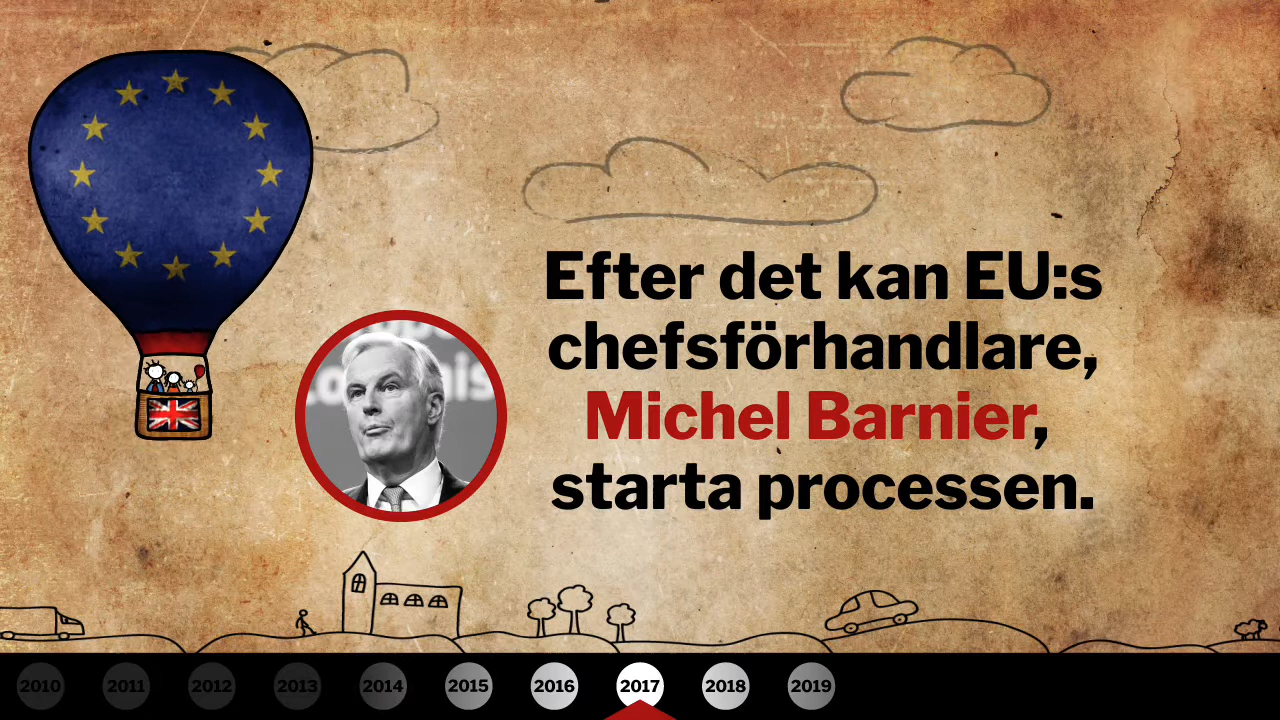 Efter det kan EU:s
chefsförhandlare,
Michel Barnier,
starta processen.
2010 2011 2012 2013 2014 2015 2016 2017 2018 2019